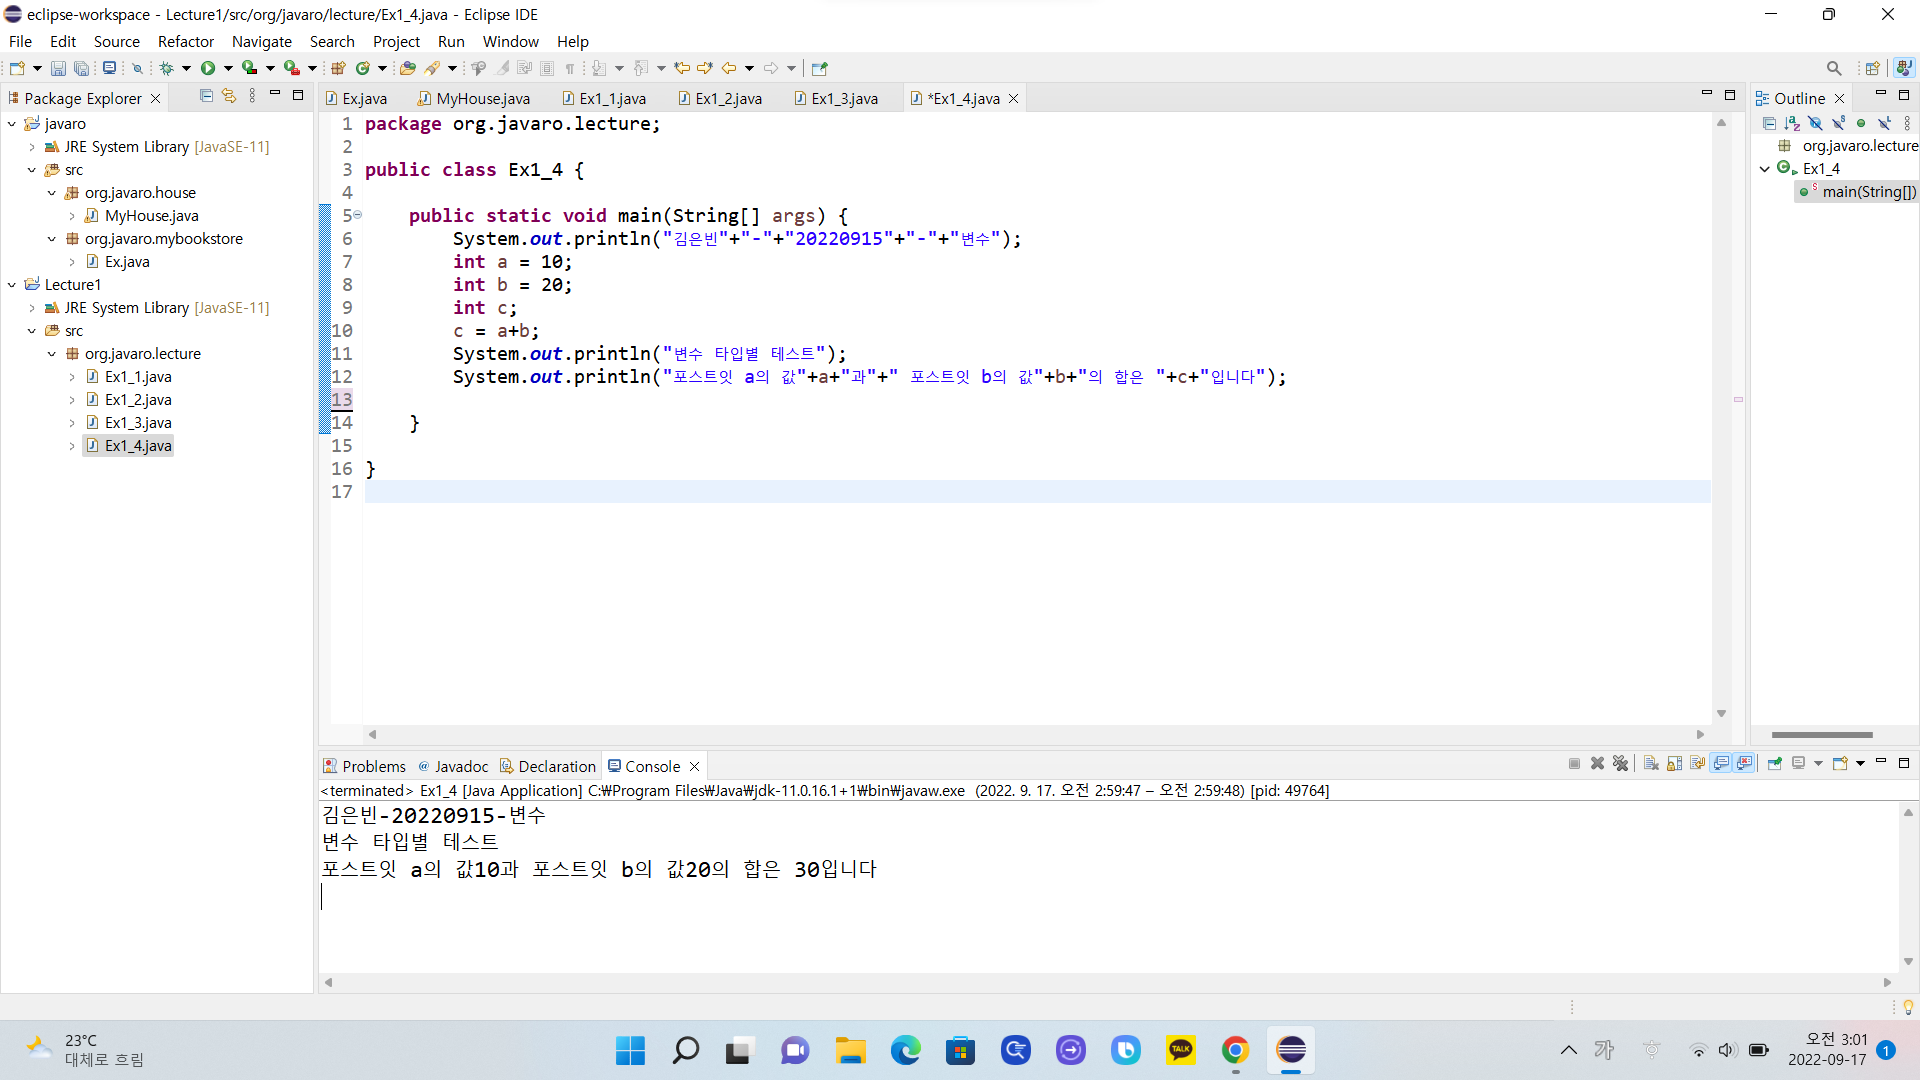 eclipse-workspace - Lecture1/src/org/javaro/lecture/Ex1_4.java - Eclipse IDE
File Edit Source Refactor Navigate Search Project Run Window Help
Package Explorer
javaro
JRE System Library [JavaSE-11]
src
org.javaro.house
MyHouse.java
org.javaro.mybookstore
Ex.java
Lecture1
JRE System Library [JavaSE-11]
src
org.javaro.lecture
Ex1_1.java
Ex1_2.java
Ex1_3.java
Ex1_4.java
Ex.java MyHouse.java Ex1_1.java Ex1_2.java Ex1_3.java *Ex1_4.java
1 package org.javaro.lecture;
2
3 public class Ex1_4 {
4
5 public static void main(String[] args) {
6 System.out.println("김은빈"+"-"+"20220915"+"-"+"변수");
7 int a = 10;
8 int b = 20;
9 int c;
10 c = a+b;
11 System.out.println("변수 타입별 테스트");
12 System.out.println("포스트잇 a의 값"+a+"과"+" 포스트잇 b의 값"+b+"의 합은 "+c+"입니다");
13
14 }
15
16 }
17
Outline
org.javaro.lecture
Ex1_4
main(String[])
Problems @ Javadoc Declaration Console
<terminated> Ex1_4 [Java Application] C:₩Program Files₩Java₩jdk-11.0.16.1+1₩bin₩javaw.exe (2022. 9. 17. 오전 2:59:47 – 오전 2:59:48) [pid: 49764]
김은빈-20220915-변수
변수 타입별 테스트
포스트잇 a의 값10과 포스트잇 b의 값20의 합은 30입니다
23°C
대체로 흐림
TALK
가
오전 3:01
2022-09-17
1